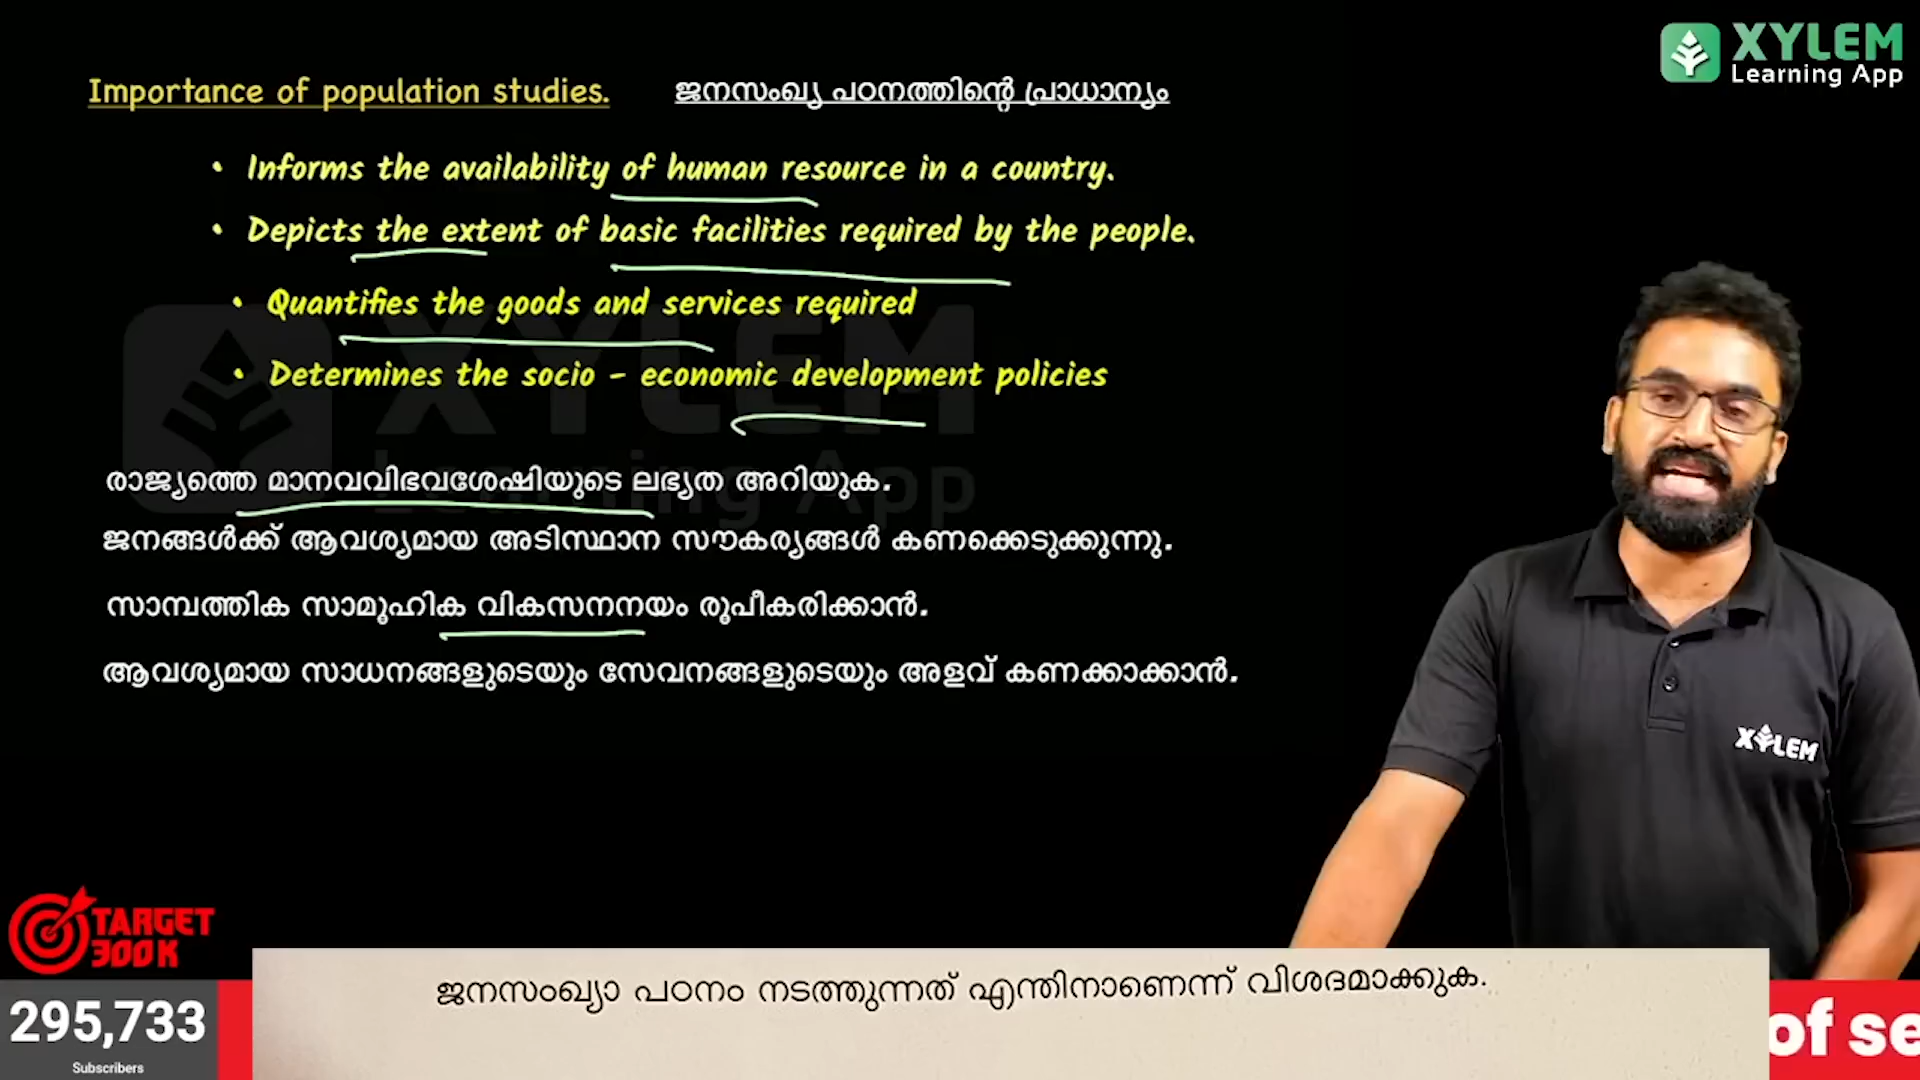 XYLEM
Learning App
Importance of population studies. ജനസംഖ്യ പഠനത്തിന്റെ പ്രാധാന്യം
• Informs the availability of human resource in a country.
• Depicts the extent of basic facilities required by the people.
• Quantifies the goods and services required
• Determines the socio - economic development policies
XYLEM
Learning App
രാജ്യത്തെ മാനവവിഭവശേഷിയുടെ ലഭ്യത അറിയുക.
ജനങ്ങൾക്ക് ആവശ്യമായ അടിസ്ഥാന സൗകര്യങ്ങൾ കണക്കെടുക്കുന്നു.
സാമ്പത്തിക സാമൂഹിക വികസനനയം രൂപീകരിക്കാൻ.
ആവശ്യമായ സാധനങ്ങളുടെയും സേവനങ്ങളുടെയും അളവ് കണക്കാക്കാൻ.
XYLEM
TARGET
300K
295,733
Subscribers
ജനസംഖ്യാ പഠനം നടത്തുന്നത് എന്തിനാണെന്ന് വിശദമാക്കുക.
of se